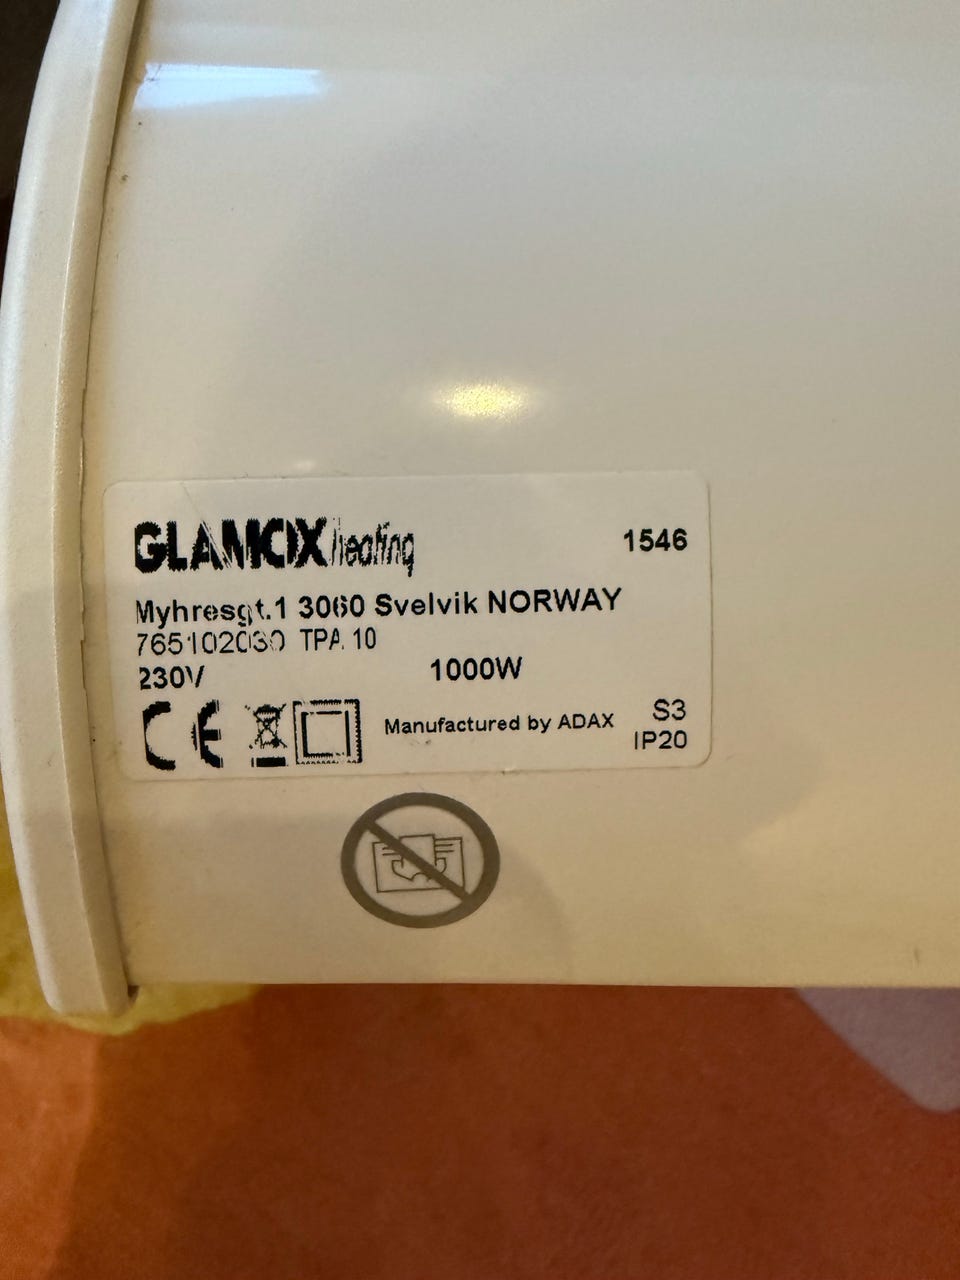 GLAMOX heating 1546
Myhresgt.1 3060 Svelvik NORWAY
765102030 TPA 10
230V 1000W
CE Manufactured by ADAX S3
IP20